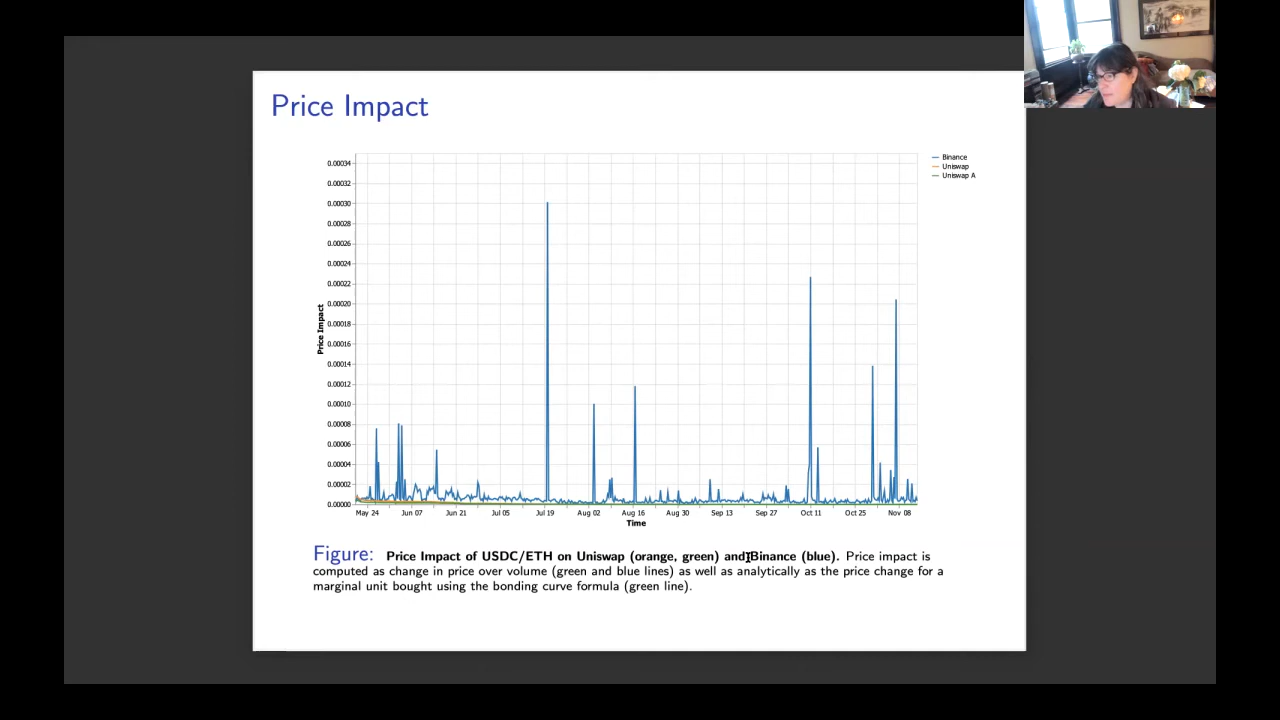 Price Impact
Binance
Uniswap
Uniswap A
0.00034
0.00032
0.00030
0.00028
0.00026
0.00024
0.00022
0.00020
0.00018
0.00016
0.00014
0.00012
0.00010
0.00008
0.00006
0.00004
0.00002
0.00000
Price Impact
May 24 Jun 07 Jun 21 Jul 05 Jul 19 Aug 02 Aug 16 Aug 30 Sep 13 Sep 27 Oct 11 Oct 25 Nov 08
Time
Figure: Price Impact of USDC/ETH on Uniswap (orange, green) and Binance (blue). Price impact is
computed as change in price over volume (green and blue lines) as well as analytically as the price change for a
marginal unit bought using the bonding curve formula (green line).